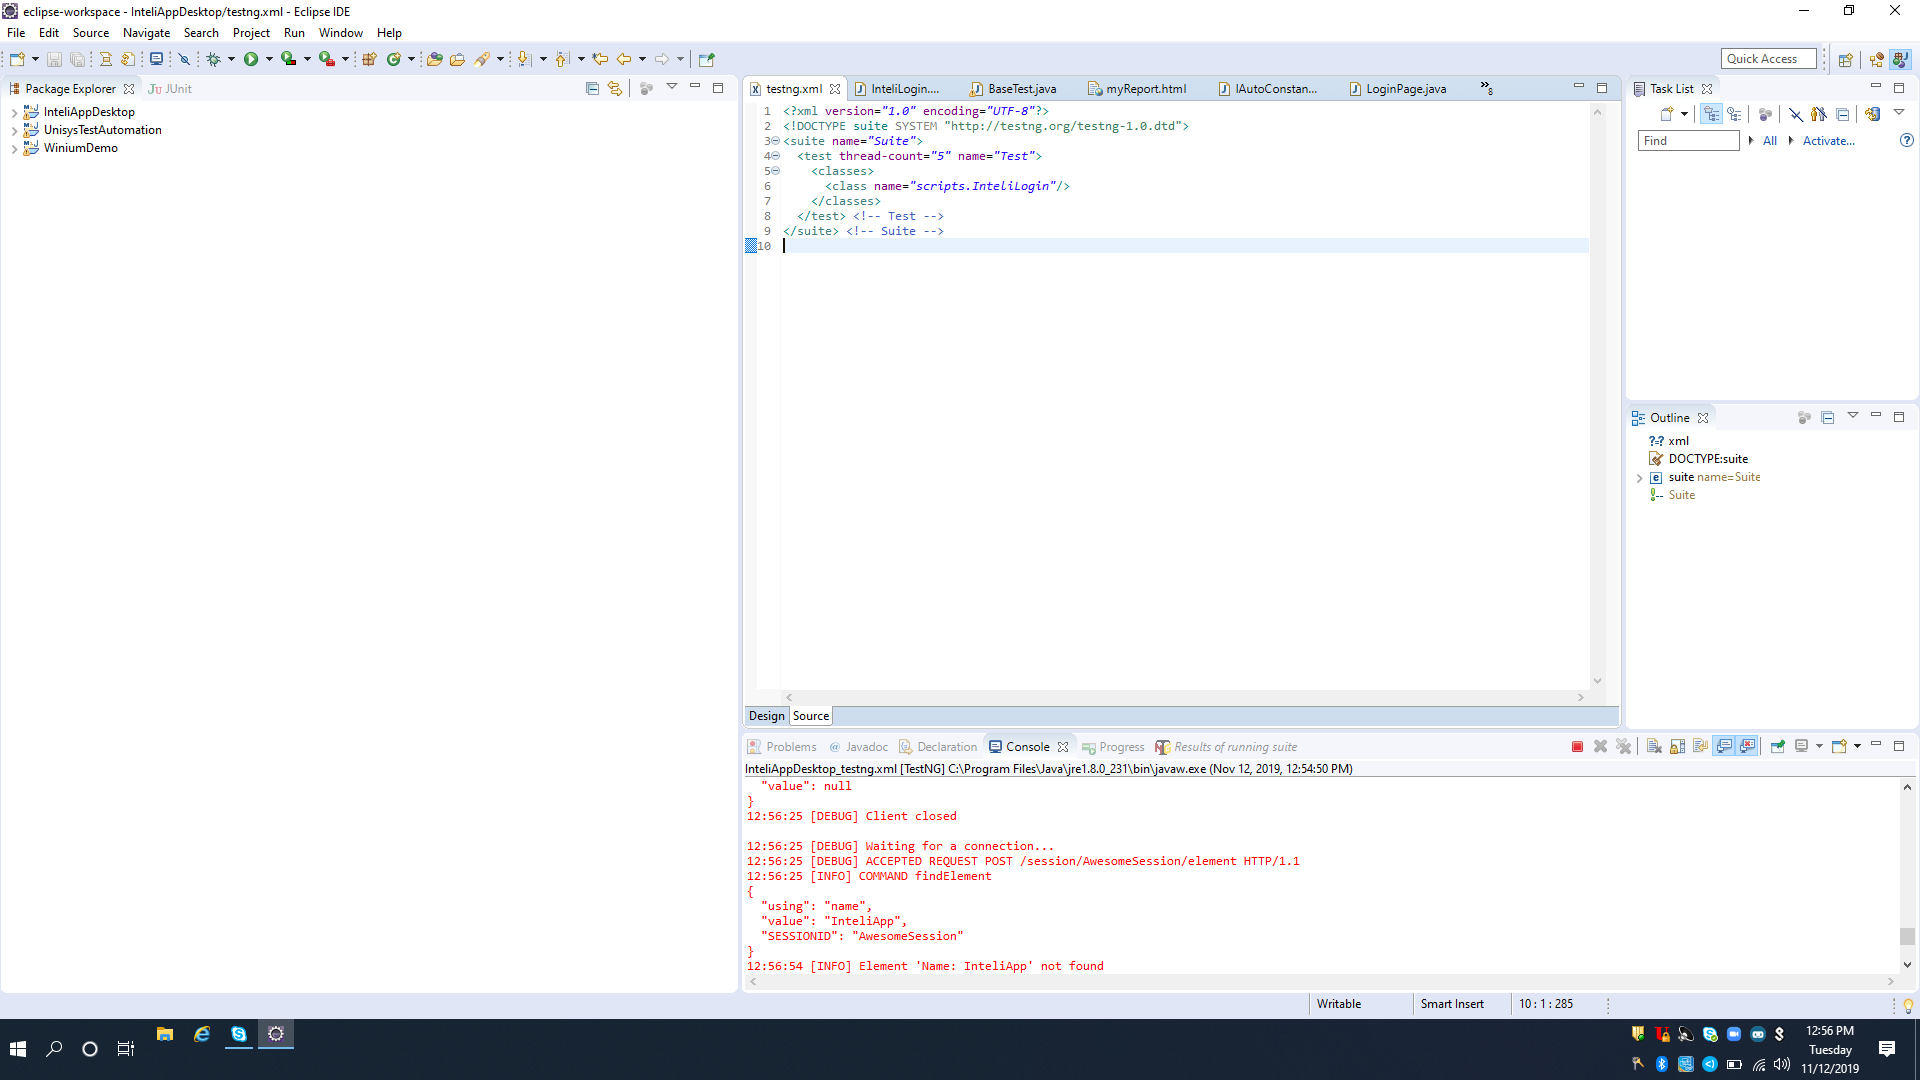 eclipse-workspace - InteliAppDesktop/testng.xml - Eclipse IDE
File Edit Source Navigate Search Project Run Window Help
Quick Access
Package Explorer JUnit
InteliAppDesktop
UnisysTestAutomation
WiniumDemo
testng.xml InteliLogin.... BaseTest.java myReport.html IAutoConstan... LoginPage.java »8
1 <?xml version="1.0" encoding="UTF-8"?>
2 <!DOCTYPE suite SYSTEM "http://testng.org/testng-1.0.dtd">
3 <suite name="Suite">
4 <test thread-count="5" name="Test">
5 <classes>
6 <class name="scripts.InteliLogin"/>
7 </classes>
8 </test> <!-- Test -->
9 </suite> <!-- Suite -->
10
Design Source
Task List
Find All Activate...
Outline
xml
DOCTYPE:suite
suite name=Suite
Suite
Problems Javadoc Declaration Console Progress Results of running suite
InteliAppDesktop_testng.xml [TestNG] C:\Program Files\Java\jre1.8.0_231\bin\javaw.exe (Nov 12, 2019, 12:54:50 PM)
"value": null
}
12:56:25 [DEBUG] Client closed
12:56:25 [DEBUG] Waiting for a connection...
12:56:25 [DEBUG] ACCEPTED REQUEST POST /session/AwesomeSession/element HTTP/1.1
12:56:25 [INFO] COMMAND findElement
{
"using": "name",
"value": "InteliApp",
"SESSIONID": "AwesomeSession"
}
12:56:54 [INFO] Element 'Name: InteliApp' not found
Writable Smart Insert 10 : 1 : 285
12:56 PM
Tuesday
11/12/2019